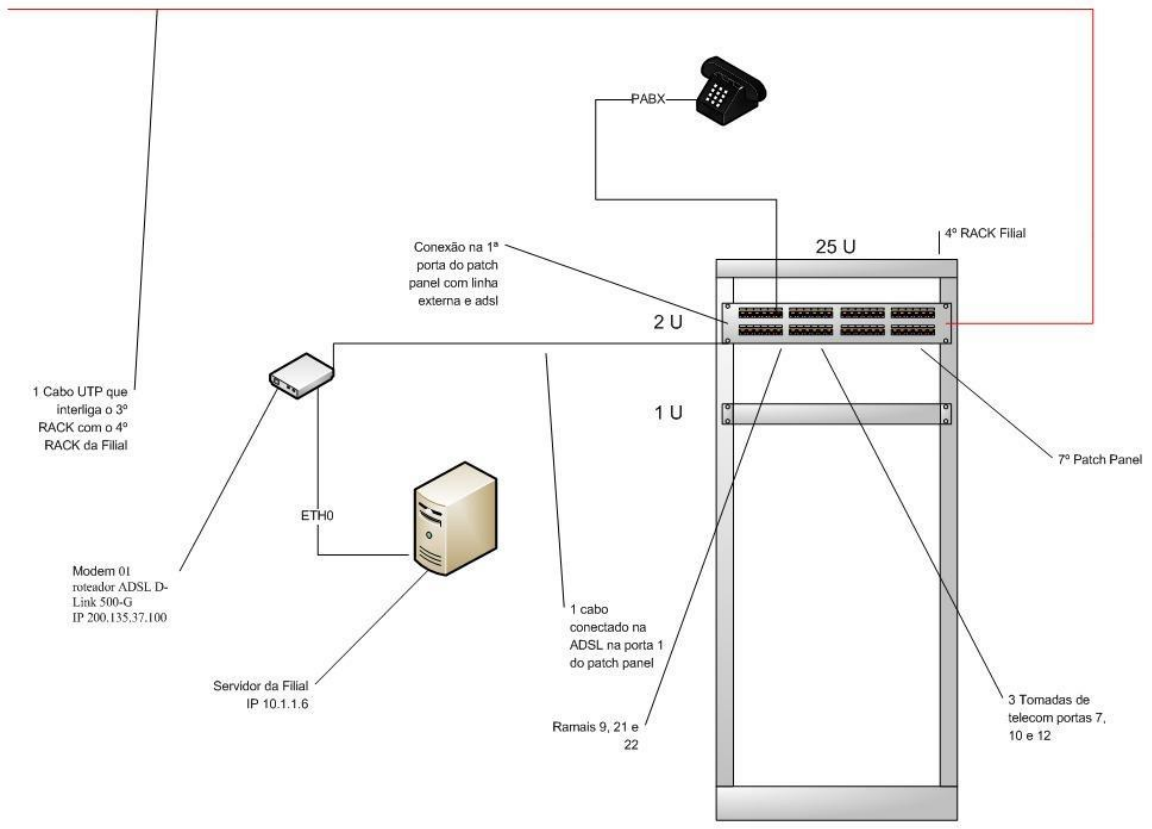 PABX
4º RACK Filial
25 U
Conexão na 1ª
porta do patch
panel com linha
externa e adsl
2 U
1 Cabo UTP que
interliga o 3º
RACK com o 4º
RACK da Filial
1 U
7º Patch Panel
ETH0
Modem 01
roteador ADSL D-
Link 500-G
IP 200.135.37.100
1 cabo
conectado na
ADSL na porta 1
do patch panel
Servidor da Filial
IP 10.1.1.6
Ramais 9, 21 e
22
3 Tomadas de
telecom portas 7,
10 e 12